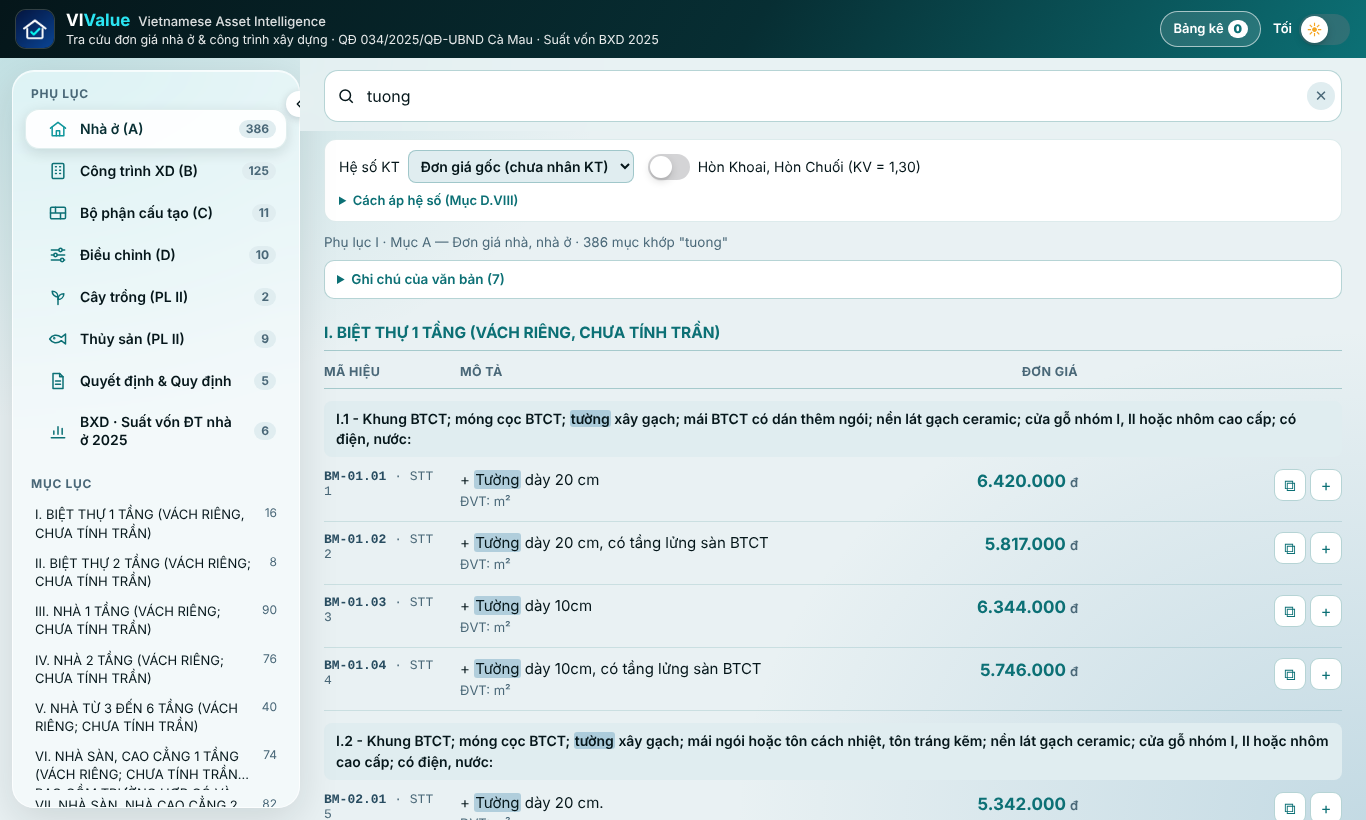 VIValue Vietnamese Asset Intelligence
Tra cứu đơn giá nhà ở & công trình xây dựng · QĐ 034/2025/QĐ-UBND Cà Mau · Suất vốn BXD 2025
Bảng kê 0
Tối
PHỤ LỤC
Nhà ở (A) 386
Công trình XD (B) 125
Bộ phận cấu tạo (C) 11
Điều chỉnh (D) 10
Cây trồng (PL II) 2
Thủy sản (PL II) 9
Quyết định & Quy định 5
BXD · Suất vốn ĐT nhà
ở 2025 6
MỤC LỤC
I. BIỆT THỰ 1 TẦNG (VÁCH RIÊNG, 16
CHƯA TÍNH TRẦN)
II. BIỆT THỰ 2 TẦNG (VÁCH RIÊNG; 8
CHƯA TÍNH TRẦN)
III. NHÀ 1 TẦNG (VÁCH RIÊNG; 90
CHƯA TÍNH TRẦN)
IV. NHÀ 2 TẦNG (VÁCH RIÊNG; 76
CHƯA TÍNH TRẦN)
V. NHÀ TỪ 3 ĐẾN 6 TẦNG (VÁCH 40
RIÊNG; CHƯA TÍNH TRẦN)
VI. NHÀ SÀN, CAO CẲNG 1 TẦNG 74
(VÁCH RIÊNG; CHƯA TÍNH TRẦN...
VII. NHÀ SÀN, NHÀ CAO CẲNG 2 82
tuong
Hệ số KT Đơn giá gốc (chưa nhân KT) Hòn Khoai, Hòn Chuối (KV = 1,30)
Cách áp hệ số (Mục D.VIII)
Phụ lục I · Mục A — Đơn giá nhà, nhà ở · 386 mục khớp "tuong"
Ghi chú của văn bản (7)
I. BIỆT THỰ 1 TẦNG (VÁCH RIÊNG, CHƯA TÍNH TRẦN)
MÃ HIỆU MÔ TẢ ĐƠN GIÁ
I.1 - Khung BTCT; móng cọc BTCT; tường xây gạch; mái BTCT có dán thêm ngói; nền lát gạch ceramic; cửa gỗ nhóm I, II hoặc nhôm cao cấp; có
điện, nước:
BM-01.01 · STT 1 + Tường dày 20 cm 6.420.000 đ
ĐVT: m²
BM-01.02 · STT 2 + Tường dày 20 cm, có tầng lửng sàn BTCT 5.817.000 đ
ĐVT: m²
BM-01.03 · STT 3 + Tường dày 10cm 6.344.000 đ
ĐVT: m²
BM-01.04 · STT 4 + Tường dày 10cm, có tầng lửng sàn BTCT 5.746.000 đ
ĐVT: m²
I.2 - Khung BTCT; móng cọc BTCT; tường xây gạch; mái ngói hoặc tôn cách nhiệt, tôn tráng kẽm; nền lát gạch ceramic; cửa gỗ nhóm I, II hoặc nhôm
cao cấp; có điện, nước:
BM-02.01 · STT 5 + Tường dày 20 cm. 5.342.000 đ